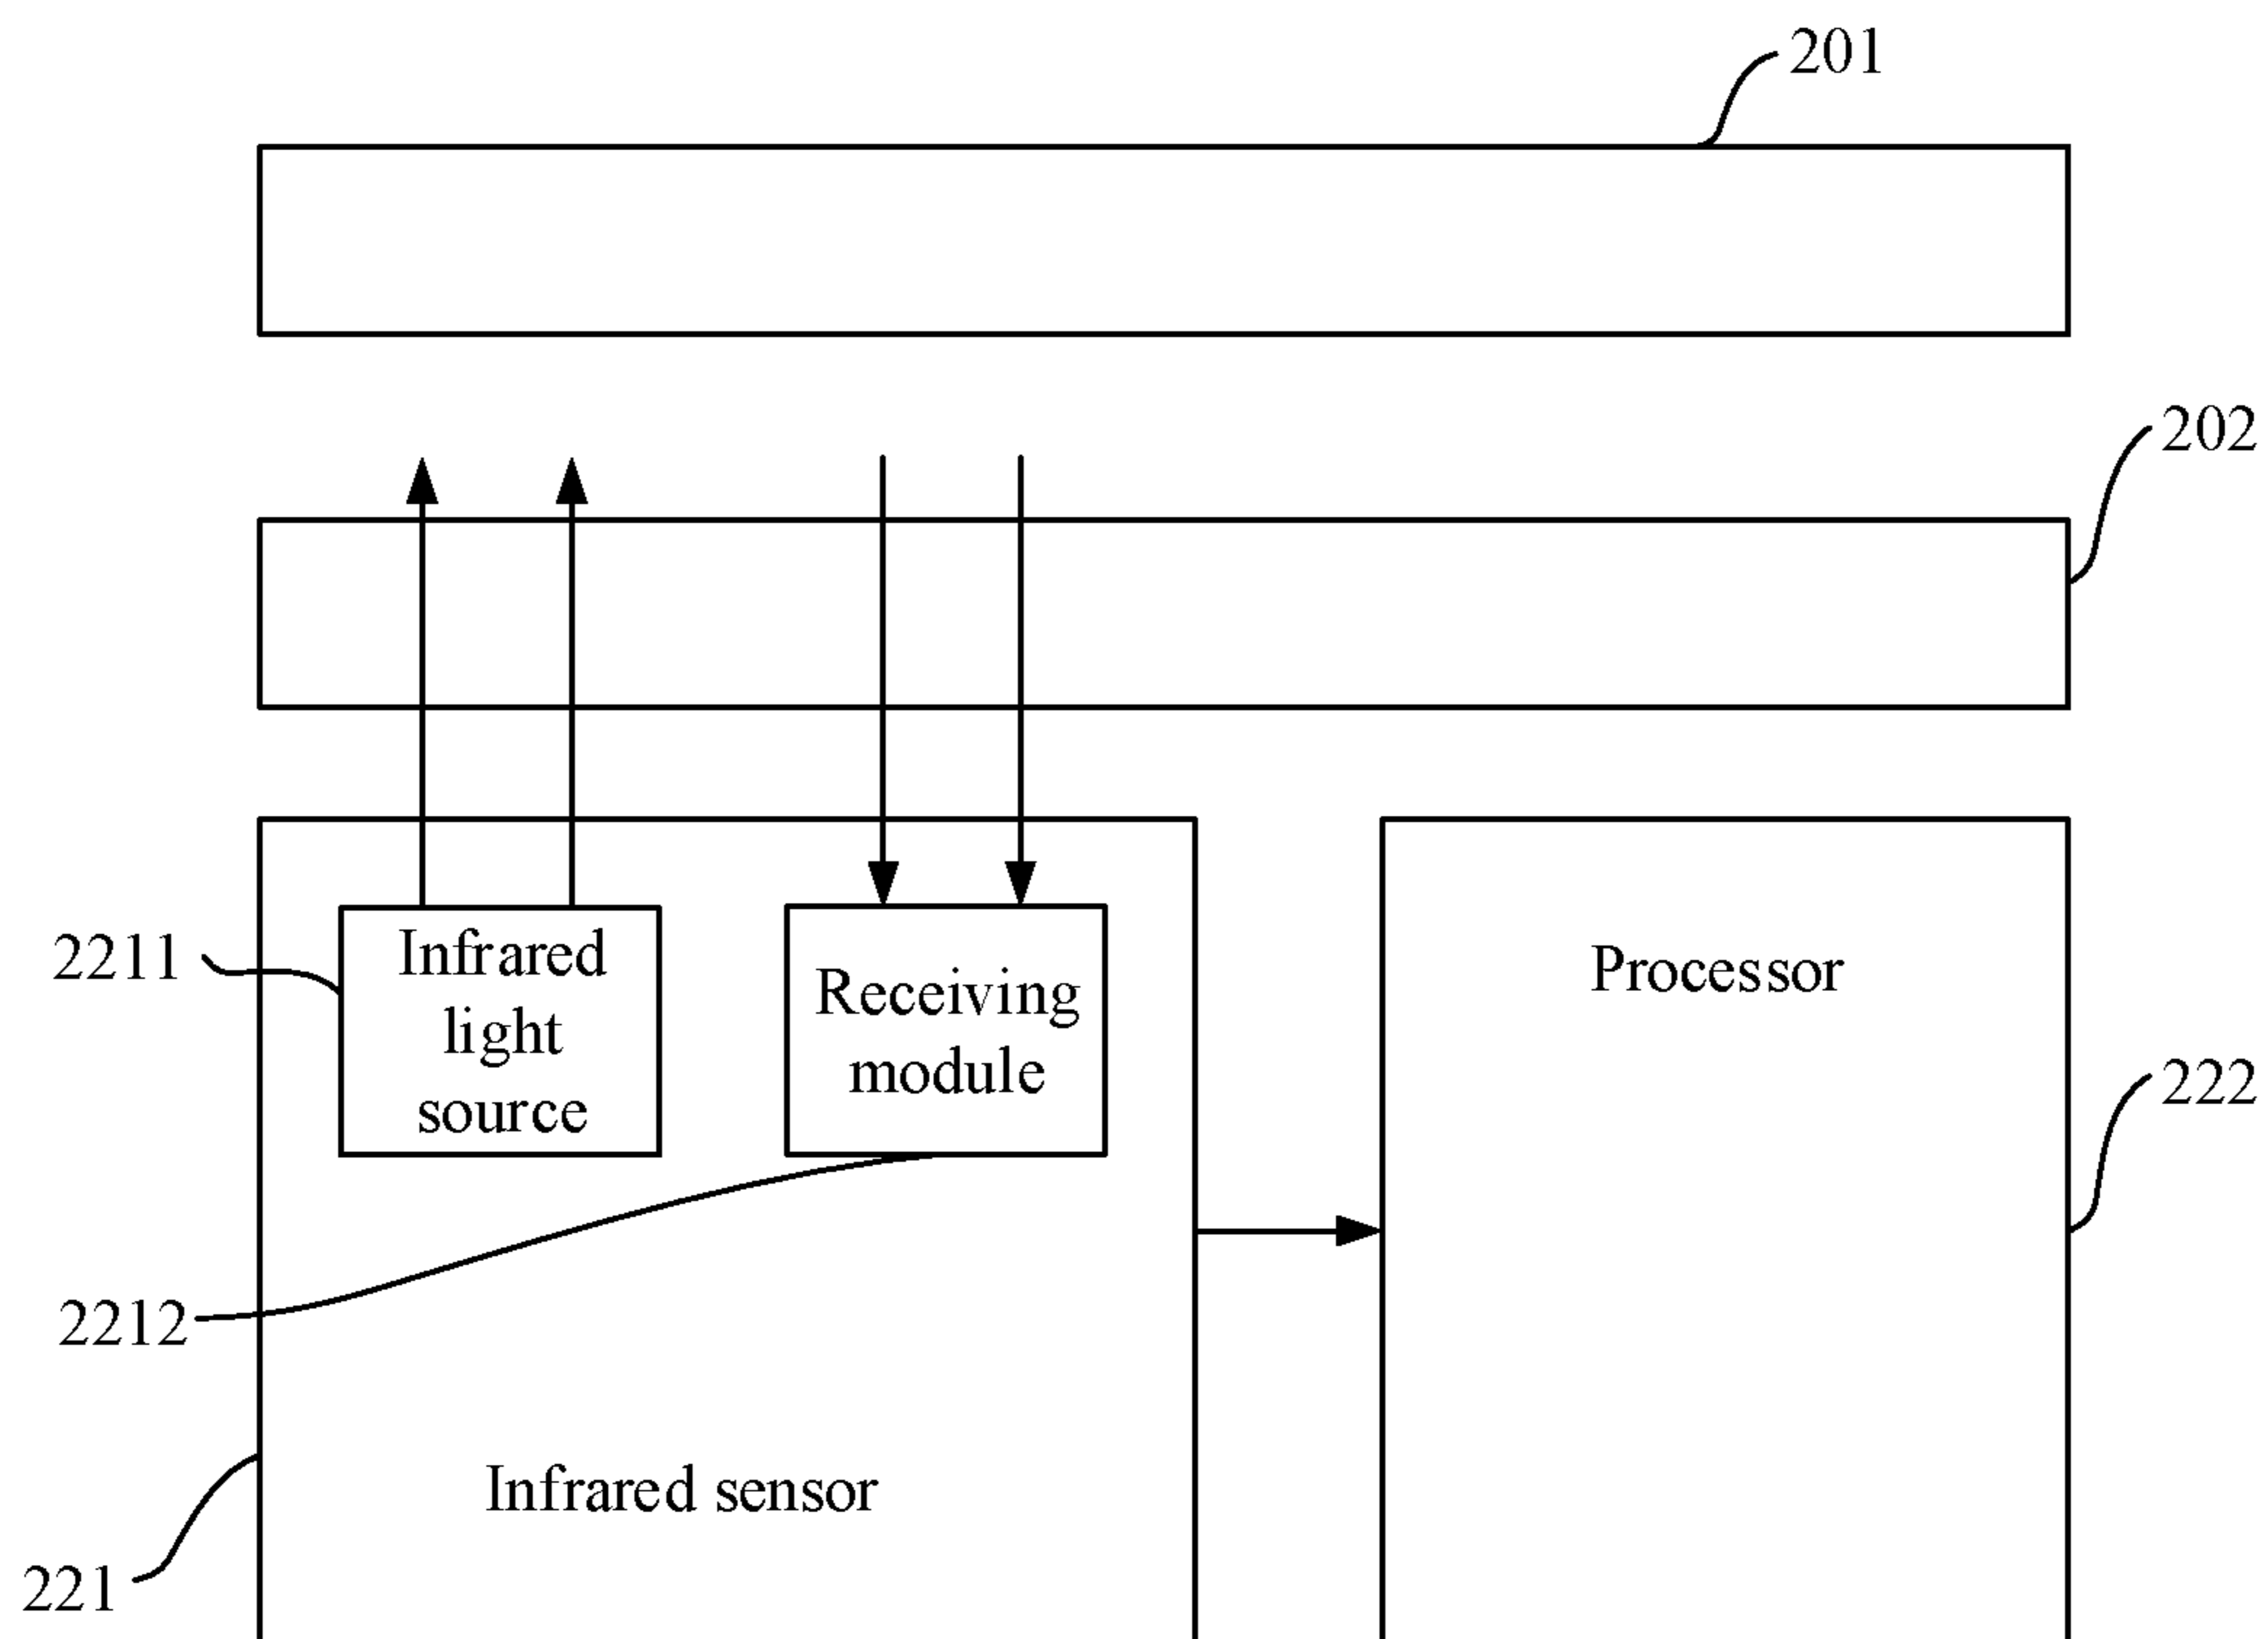 201
202
2211
Infrared
light
source
Receiving
module
Processor
222
2212
Infrared sensor
221